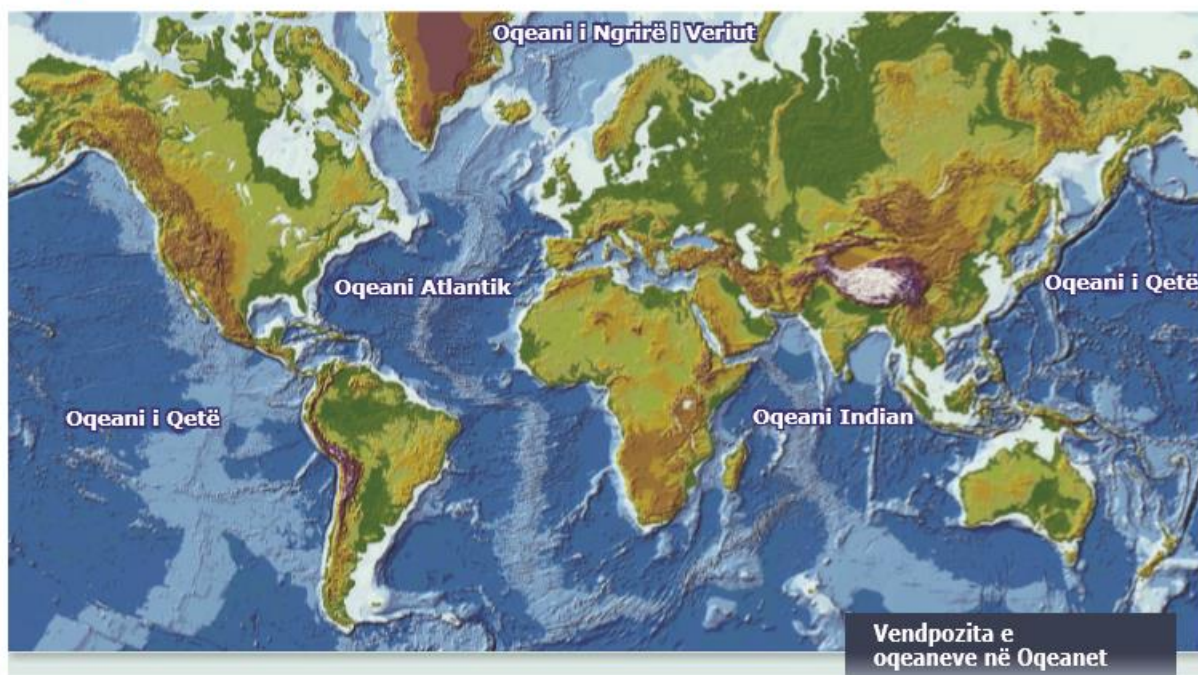 Oqeani i Ngrirë i Veriut
Oqeani Atlantik
Oqeani i Qetë
Oqeani i Qetë
Oqeani Indian
Vendpozita e
oqeaneve në Oqeanet